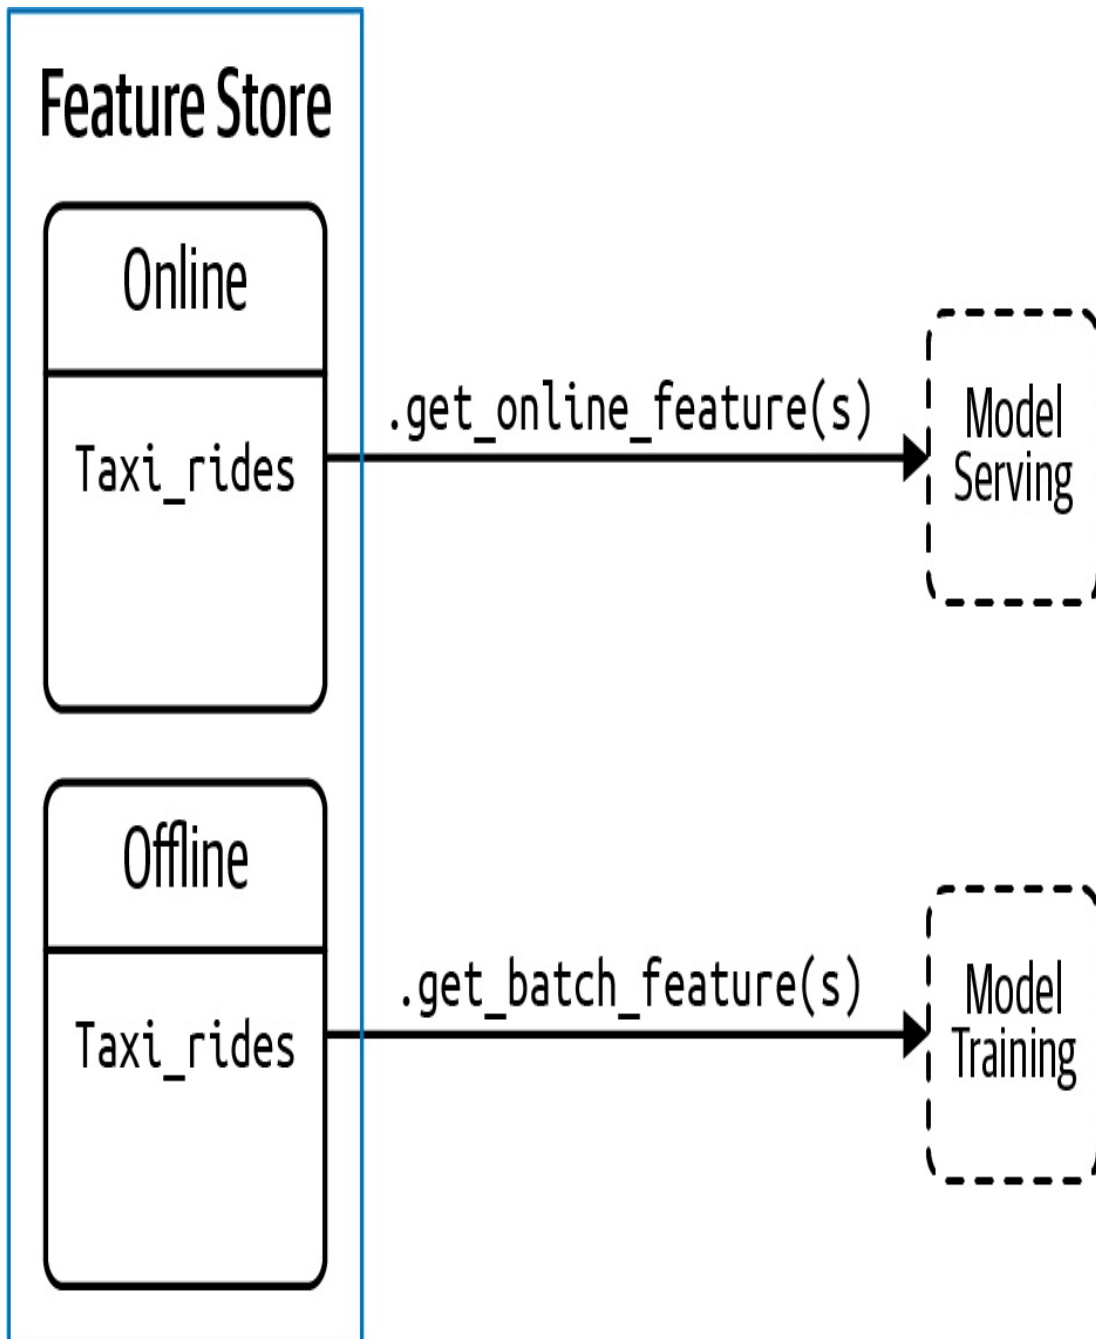 Feature Store
Online
Taxi_rides
.get_online_feature(s)
Model
Serving
Offline
Taxi_rides
.get_batch_feature(s)
Model
Training